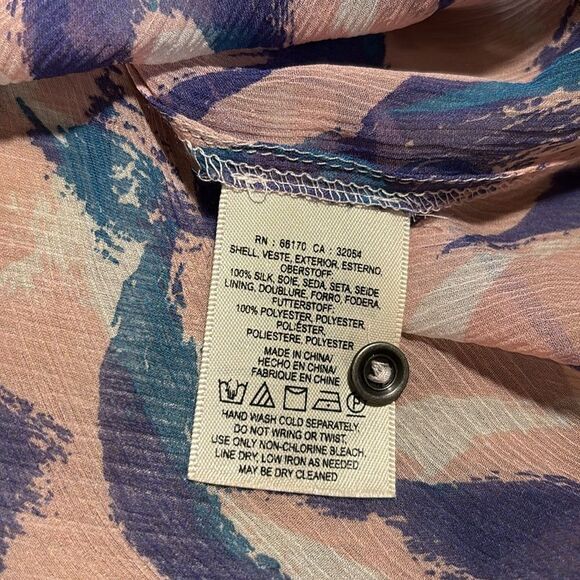 RN : 66170 CA : 32054
SHELL, VESTE, EXTERIOR, ESTERNO,
OBERSTOFF:
100% SILK, SOIE, SEDA, SETA, SEIDE
LINING, DOUBLURE, FORRO, FODERA,
FUTTERSTOFF:
100% POLYESTER, POLYESTER,
POLIÉSTER,
POLIESTERE, POLYESTER
MADE IN CHINA/
HECHO EN CHINA/
FABRIQUE EN CHINE
HAND WASH COLD SEPARATELY.
DO NOT WRING OR TWIST.
USE ONLY NON-CHLORINE BLEACH.
LINE DRY, LOW IRON AS NEEDED.
MAY BE DRY CLEANED